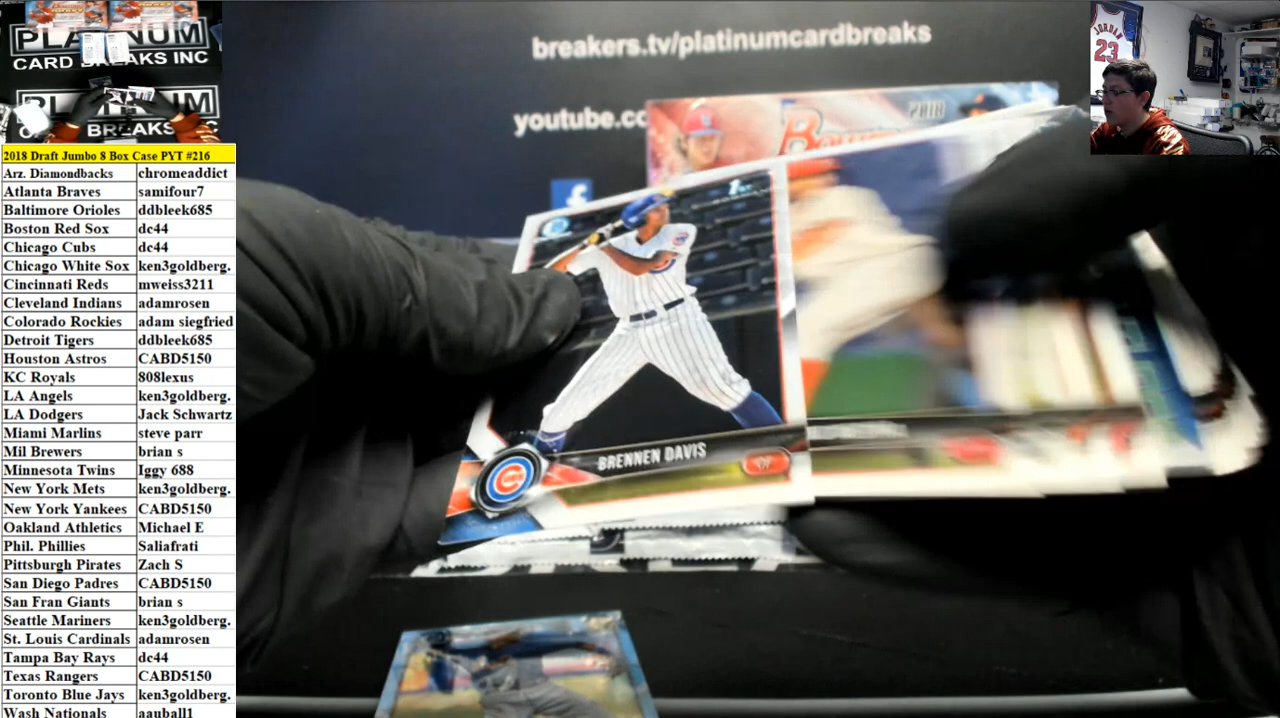 PLATINUM
CARD BREAKS INC
PLATINUM
BREAKS
JORDAN
23
breakers.tv/platinumcardbreaks
youtube.co
2018
1st
BRENNEN DAVIS
OF
C
2018 Draft Jumbo 8 Box Case PYT #216
Arz. Diamondbacks chromeaddict
Atlanta Braves samifour7
Baltimore Orioles ddbleek685
Boston Red Sox dc44
Chicago Cubs dc44
Chicago White Sox ken3goldberg.
Cincinnati Reds mweiss3211
Cleveland Indians adamrosen
Colorado Rockies adam siegfried
Detroit Tigers ddbleek685
Houston Astros CABD5150
KC Royals 808lexus
LA Angels ken3goldberg.
LA Dodgers Jack Schwartz
Miami Marlins steve parr
Mil Brewers brian s
Minnesota Twins Iggy 688
New York Mets ken3goldberg.
New York Yankees CABD5150
Oakland Athletics Michael E
Phil. Phillies Saliafrati
Pittsburgh Pirates Zach S
San Diego Padres CABD5150
San Fran Giants brian s
Seattle Mariners ken3goldberg.
St. Louis Cardinals adamrosen
Tampa Bay Rays dc44
Texas Rangers CABD5150
Toronto Blue Jays ken3goldberg.
Wash Nationals aauball1